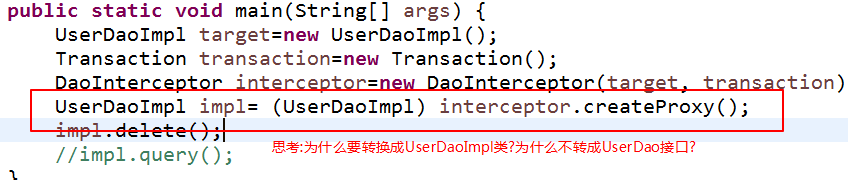 public static void main(String[] args) {
UserDaoImpl target=new UserDaoImpl();
Transaction transaction=new Transaction();
DaoInterceptor interceptor=new DaoInterceptor(target, transaction)
UserDaoImpl impl= (UserDaoImpl) interceptor.createProxy();
impl.delete();
//impl.query();
思考:为什么要转换成UserDaoImpl类?为什么不转成UserDao接口?
}